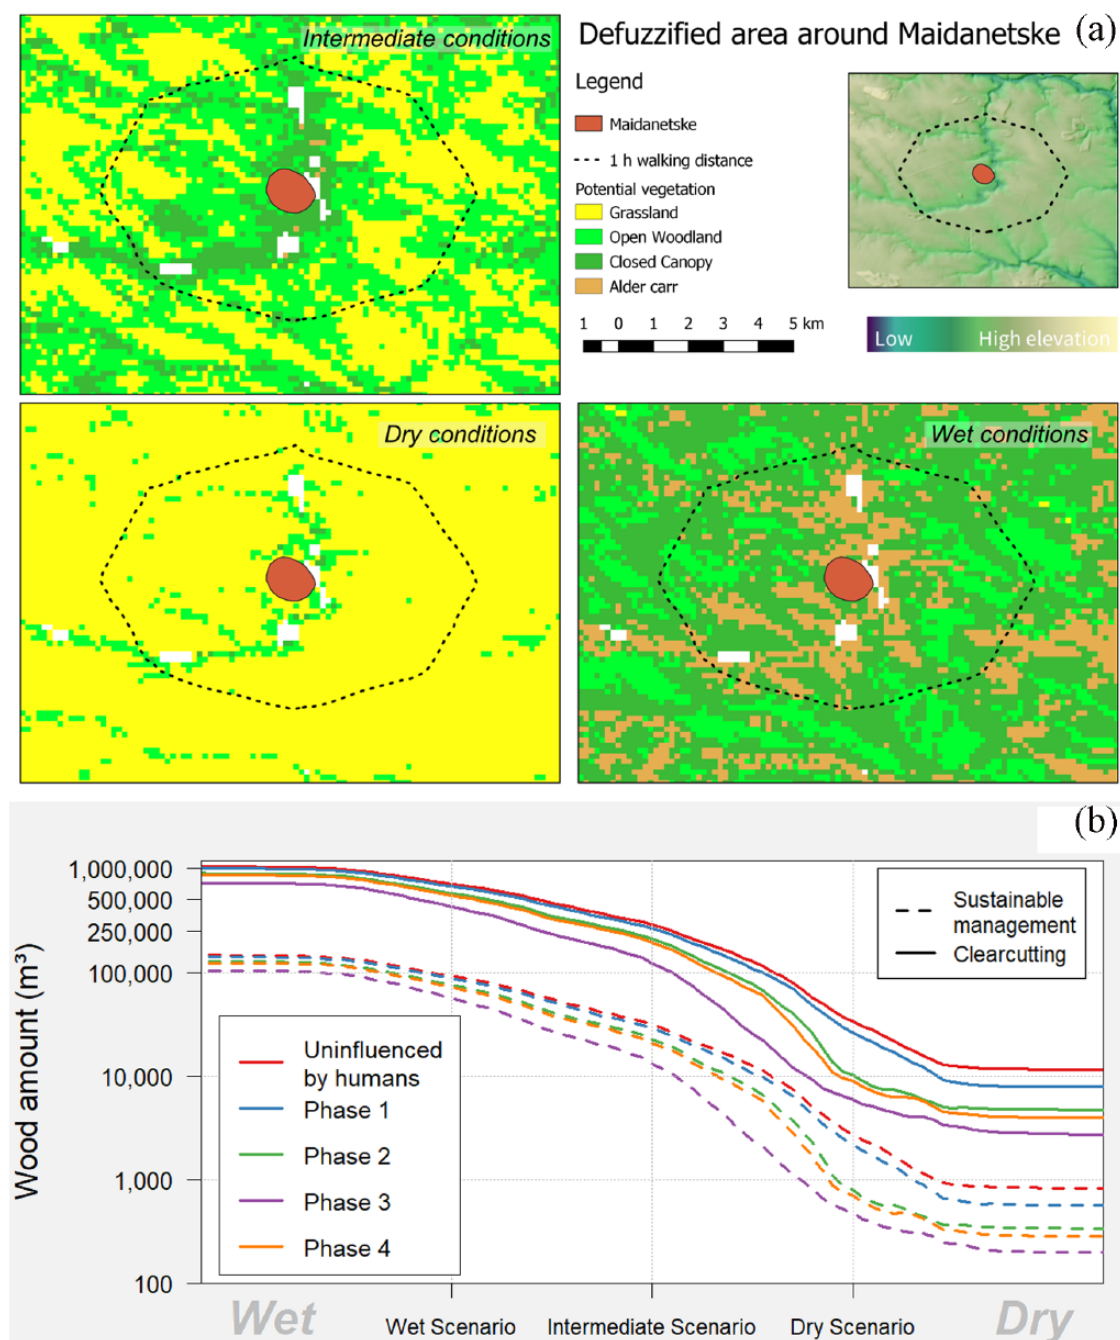 Intermediate conditions
Defuzzified area around Maidanetske
(a)
Legend
Maidanetske
1 h walking distance
Potential vegetation
Grassland
Open Woodland
Closed Canopy
Alder carr
1 0 1 2 3 4 5 km
Low High elevation
Dry conditions
Wet conditions
(b)
Wood amount (m³)
1,000,000
500,000
250,000
100,000
10,000
1,000
100
Sustainable
management
Clearcutting
Uninfluenced
by humans
Phase 1
Phase 2
Phase 3
Phase 4
Wet Dry
Wet Scenario Intermediate Scenario Dry Scenario